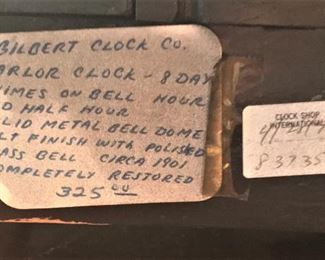 GILBERT CLOCK CO.
ARLOR CLOCK - 8 DAY
HIMES ON BELL HOUR
D HALF HOUR
LID METAL BELL DOME
LT FINISH WITH POLISHED
ASS BELL CIRCA 1901
OMPLETELY RESTORED
325 00
CLOCK SHOP
INTERNATIONAL